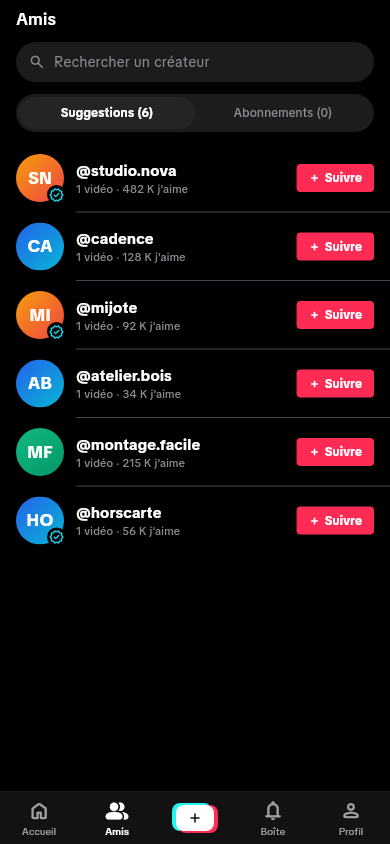 Amis
Rechercher un créateur
Suggestions (6)
Abonnements (0)
SN
@studio.nova
1 vidéo · 482 K j'aime
+ Suivre
CA
@cadence
1 vidéo · 128 K j'aime
+ Suivre
MI
@mijote
1 vidéo · 92 K j'aime
+ Suivre
AB
@atelier.bois
1 vidéo · 34 K j'aime
+ Suivre
MF
@montage.facile
1 vidéo · 215 K j'aime
+ Suivre
HO
@horscarte
1 vidéo · 56 K j'aime
+ Suivre
Accueil
Amis
+
Boîte
Profil